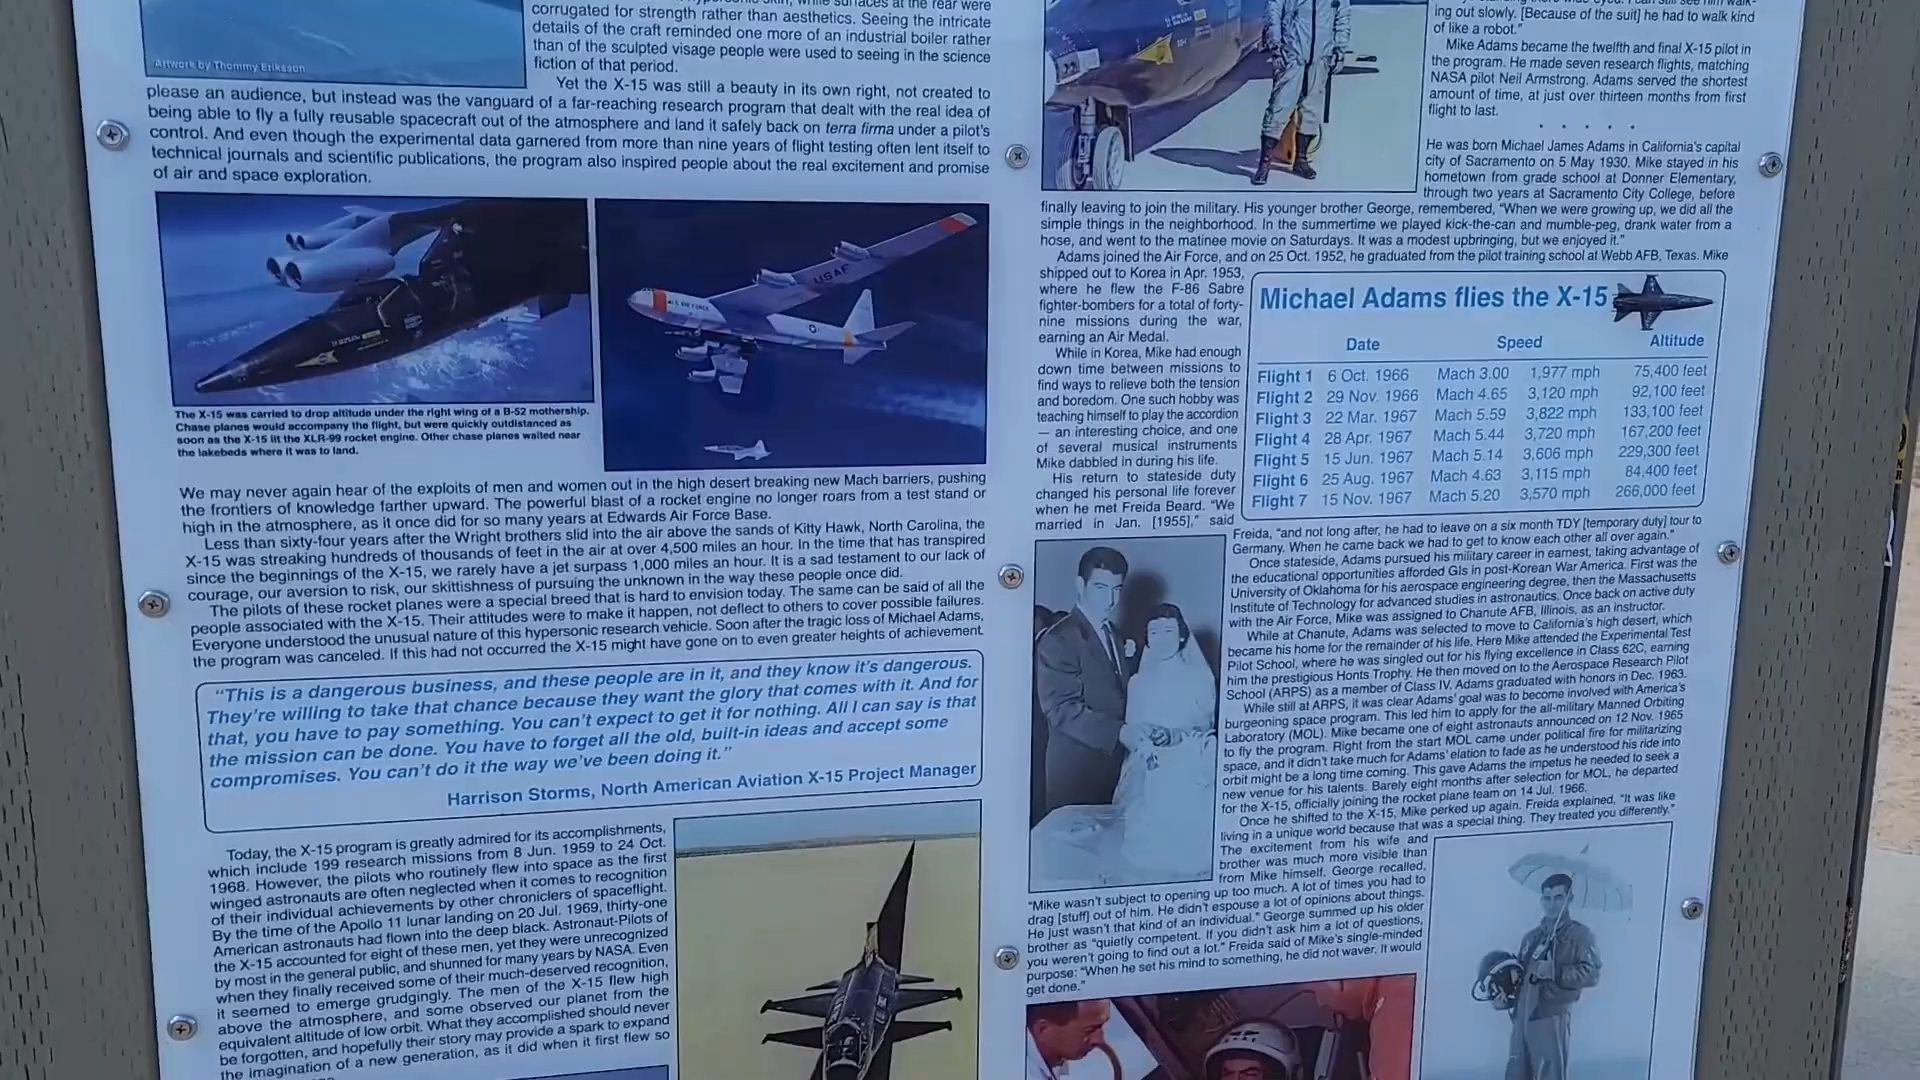 hypersonic skin, while surfaces at the rear were
corrugated for strength rather than aesthetics. Seeing the intricate
details of the craft reminded one more of an industrial boiler rather
than of the sculpted visage people were used to seeing in the science
fiction of that period.
Artwork by Thommy Eriksson
Yet the X-15 was still a beauty in its own right, not created to
please an audience, but instead was the vanguard of a far-reaching research program that dealt with the real idea of
being able to fly a fully reusable spacecraft out of the atmosphere and land it safely back on terra firma under a pilot's
control. And even though the experimental data garnered from more than nine years of flight testing often lent itself to
technical journals and scientific publications, the program also inspired people about the real excitement and promise
of air and space exploration.
USAF
U.S. AIR FORCE
The X-15 was carried to drop altitude under the right wing of a B-52 mothership.
Chase planes would accompany the flight, but were quickly outdistanced as
soon as the X-15 lit the XLR-99 rocket engine. Other chase planes waited near
the lakebeds where it was to land.
We may never again hear of the exploits of men and women out in the high desert breaking new Mach barriers, pushing
the frontiers of knowledge farther upward. The powerful blast of a rocket engine no longer roars from a test stand or
high in the atmosphere, as it once did for so many years at Edwards Air Force Base.
Less than sixty-four years after the Wright brothers slid into the air above the sands of Kitty Hawk, North Carolina, the
X-15 was streaking hundreds of thousands of feet in the air at over 4,500 miles an hour. In the time that has transpired
since the beginnings of the X-15, we rarely have a jet surpass 1,000 miles an hour. It is a sad testament to our lack of
courage, our aversion to risk, our skittishness of pursuing the unknown in the way these people once did.
The pilots of these rocket planes were a special breed that is hard to envision today. The same can be said of all the
people associated with the X-15. Their attitudes were to make it happen, not deflect to others to cover possible failures.
Everyone understood the unusual nature of this hypersonic research vehicle. Soon after the tragic loss of Michael Adams,
the program was canceled. If this had not occurred the X-15 might have gone on to even greater heights of achievement.
“This is a dangerous business, and these people are in it, and they know it's dangerous.
They're willing to take that chance because they want the glory that comes with it. And for
that, you have to pay something. You can't expect to get it for nothing. All I can say is that
the mission can be done. You have to forget all the old, built-in ideas and accept some
compromises. You can't do it the way we've been doing it.”
Harrison Storms, North American Aviation X-15 Project Manager
Today, the X-15 program is greatly admired for its accomplishments,
which include 199 research missions from 8 Jun. 1959 to 24 Oct.
1968. However, the pilots who routinely flew into space as the first
winged astronauts are often neglected when it comes to recognition
of their individual achievements by other chroniclers of spaceflight.
By the time of the Apollo 11 lunar landing on 20 Jul. 1969, thirty-one
American astronauts had flown into the deep black. Astronaut-Pilots of
the X-15 accounted for eight of these men, yet they were unrecognized
by most in the general public, and shunned for many years by NASA. Even
when they finally received some of their much-deserved recognition,
it seemed to emerge grudgingly. The men of the X-15 flew high
above the atmosphere, and some observed our planet from the
equivalent altitude of low orbit. What they accomplished should never
be forgotten, and hopefully their story may provide a spark to expand
the imagination of a new generation, as it did when it first flew so
ing out slowly. [Because of the suit] he had to walk kind
of like a robot.”
Mike Adams became the twelfth and final X-15 pilot in
the program. He made seven research flights, matching
NASA pilot Neil Armstrong. Adams served the shortest
amount of time, at just over thirteen months from first
flight to last.
. . . . .
He was born Michael James Adams in California's capital
city of Sacramento on 5 May 1930. Mike stayed in his
hometown from grade school at Donner Elementary,
through two years at Sacramento City College, before
finally leaving to join the military. His younger brother George, remembered, “When we were growing up, we did all the
simple things in the neighborhood. In the summertime we played kick-the-can and mumble-peg, drank water from a
hose, and went to the matinee movie on Saturdays. It was a modest upbringing, but we enjoyed it.”
Adams joined the Air Force, and on 25 Oct. 1952, he graduated from the pilot training school at Webb AFB, Texas. Mike
shipped out to Korea in Apr. 1953,
where he flew the F-86 Sabre
fighter-bombers for a total of forty-
nine missions during the war,
earning an Air Medal.
While in Korea, Mike had enough
down time between missions to
find ways to relieve both the tension
and boredom. One such hobby was
teaching himself to play the accordion
— an interesting choice, and one
of several musical instruments
Mike dabbled in during his life.
His return to stateside duty
changed his personal life forever
when he met Freida Beard. “We
married in Jan. [1955],” said
Michael Adams flies the X-15
Date Speed Altitude
Flight 1 6 Oct. 1966 Mach 3.00 1,977 mph 75,400 feet
Flight 2 29 Nov. 1966 Mach 4.65 3,120 mph 92,100 feet
Flight 3 22 Mar. 1967 Mach 5.59 3,822 mph 133,100 feet
Flight 4 28 Apr. 1967 Mach 5.44 3,720 mph 167,200 feet
Flight 5 15 Jun. 1967 Mach 5.14 3,606 mph 229,300 feet
Flight 6 25 Aug. 1967 Mach 4.63 3,115 mph 84,400 feet
Flight 7 15 Nov. 1967 Mach 5.20 3,570 mph 266,000 feet
Freida, “and not long after, he had to leave on a six month TDY [temporary duty] tour to
Germany. When he came back we had to get to know each other all over again.”
Once stateside, Adams pursued his military career in earnest, taking advantage of
the educational opportunities afforded GIs in post-Korean War America. First was the
University of Oklahoma for his aerospace engineering degree, then the Massachusetts
Institute of Technology for advanced studies in astronautics. Once back on active duty
with the Air Force, Mike was assigned to Chanute AFB, Illinois, as an instructor.
While at Chanute, Adams was selected to move to California's high desert, which
became his home for the remainder of his life. Here Mike attended the Experimental Test
Pilot School, where he was singled out for his flying excellence in Class 62C, earning
him the prestigious Honts Trophy. He then moved on to the Aerospace Research Pilot
School (ARPS) as a member of Class IV. Adams graduated with honors in Dec. 1963.
While still at ARPS, it was clear Adams' goal was to become involved with America's
burgeoning space program. This led him to apply for the all-military Manned Orbiting
Laboratory (MOL). Mike became one of eight astronauts announced on 12 Nov. 1965
to fly the program. Right from the start MOL came under political fire for militarizing
space, and it didn't take much for Adams' elation to fade as he understood his ride into
orbit might be a long time coming. This gave Adams the impetus he needed to seek a
new venue for his talents. Barely eight months after selection for MOL, he departed
for the X-15, officially joining the rocket plane team on 14 Jul. 1966.
Once he shifted to the X-15, Mike perked up again. Freida explained, “It was like
living in a unique world because that was a special thing. They treated you differently.”
The excitement from his wife and
brother was much more visible than
from Mike himself. George recalled,
“Mike wasn't subject to opening up too much. A lot of times you had to
drag [stuff] out of him. He didn't espouse a lot of opinions about things.
He just wasn't that kind of an individual.” George summed up his older
brother as “quietly competent. If you didn't ask him a lot of questions,
you weren't going to find out a lot.” Freida said of Mike's single-minded
purpose: “When he set his mind to something, he did not waver. It would
get done.”